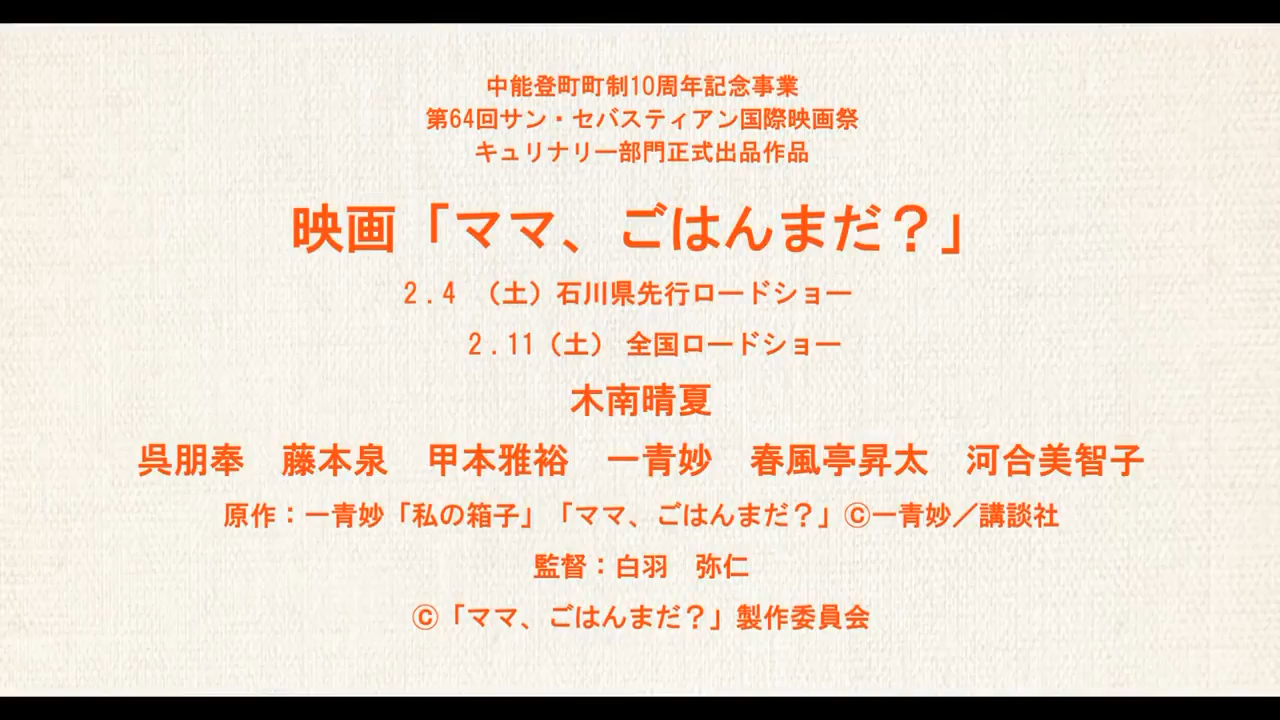 中能登町町制10周年記念事業
第64回サン・セバスティアン国際映画祭
キュリナリー部門正式出品作品
映画「ママ、ごはんまだ？」
2.4 （土）石川県先行ロードショー
2.11（土） 全国ロードショー
木南晴夏
呉朋奉　藤本泉　甲本雅裕　一青妙　春風亭昇太　河合美智子
原作：一青妙「私の箱子」「ママ、ごはんまだ？」©一青妙／講談社
監督：白羽　弥仁
©「ママ、ごはんまだ？」製作委員会